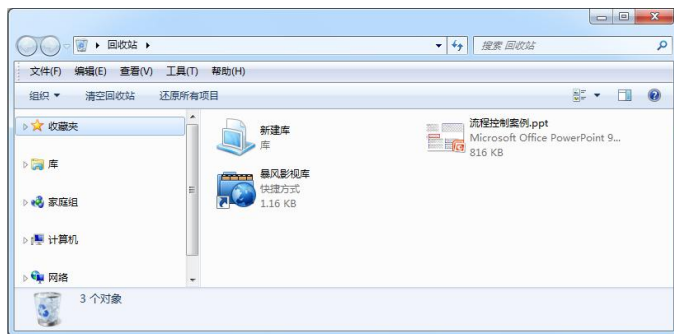 回收站
搜索 回收站
文件(F) 编辑(E) 查看(V) 工具(T) 帮助(H)
组织 清空回收站 还原所有项目
收藏夹
库
家庭组
计算机
网络
新建库
库
流程控制案例.ppt
Microsoft Office PowerPoint 9...
816 KB
暴风影视库
快捷方式
1.16 KB
3 个对象